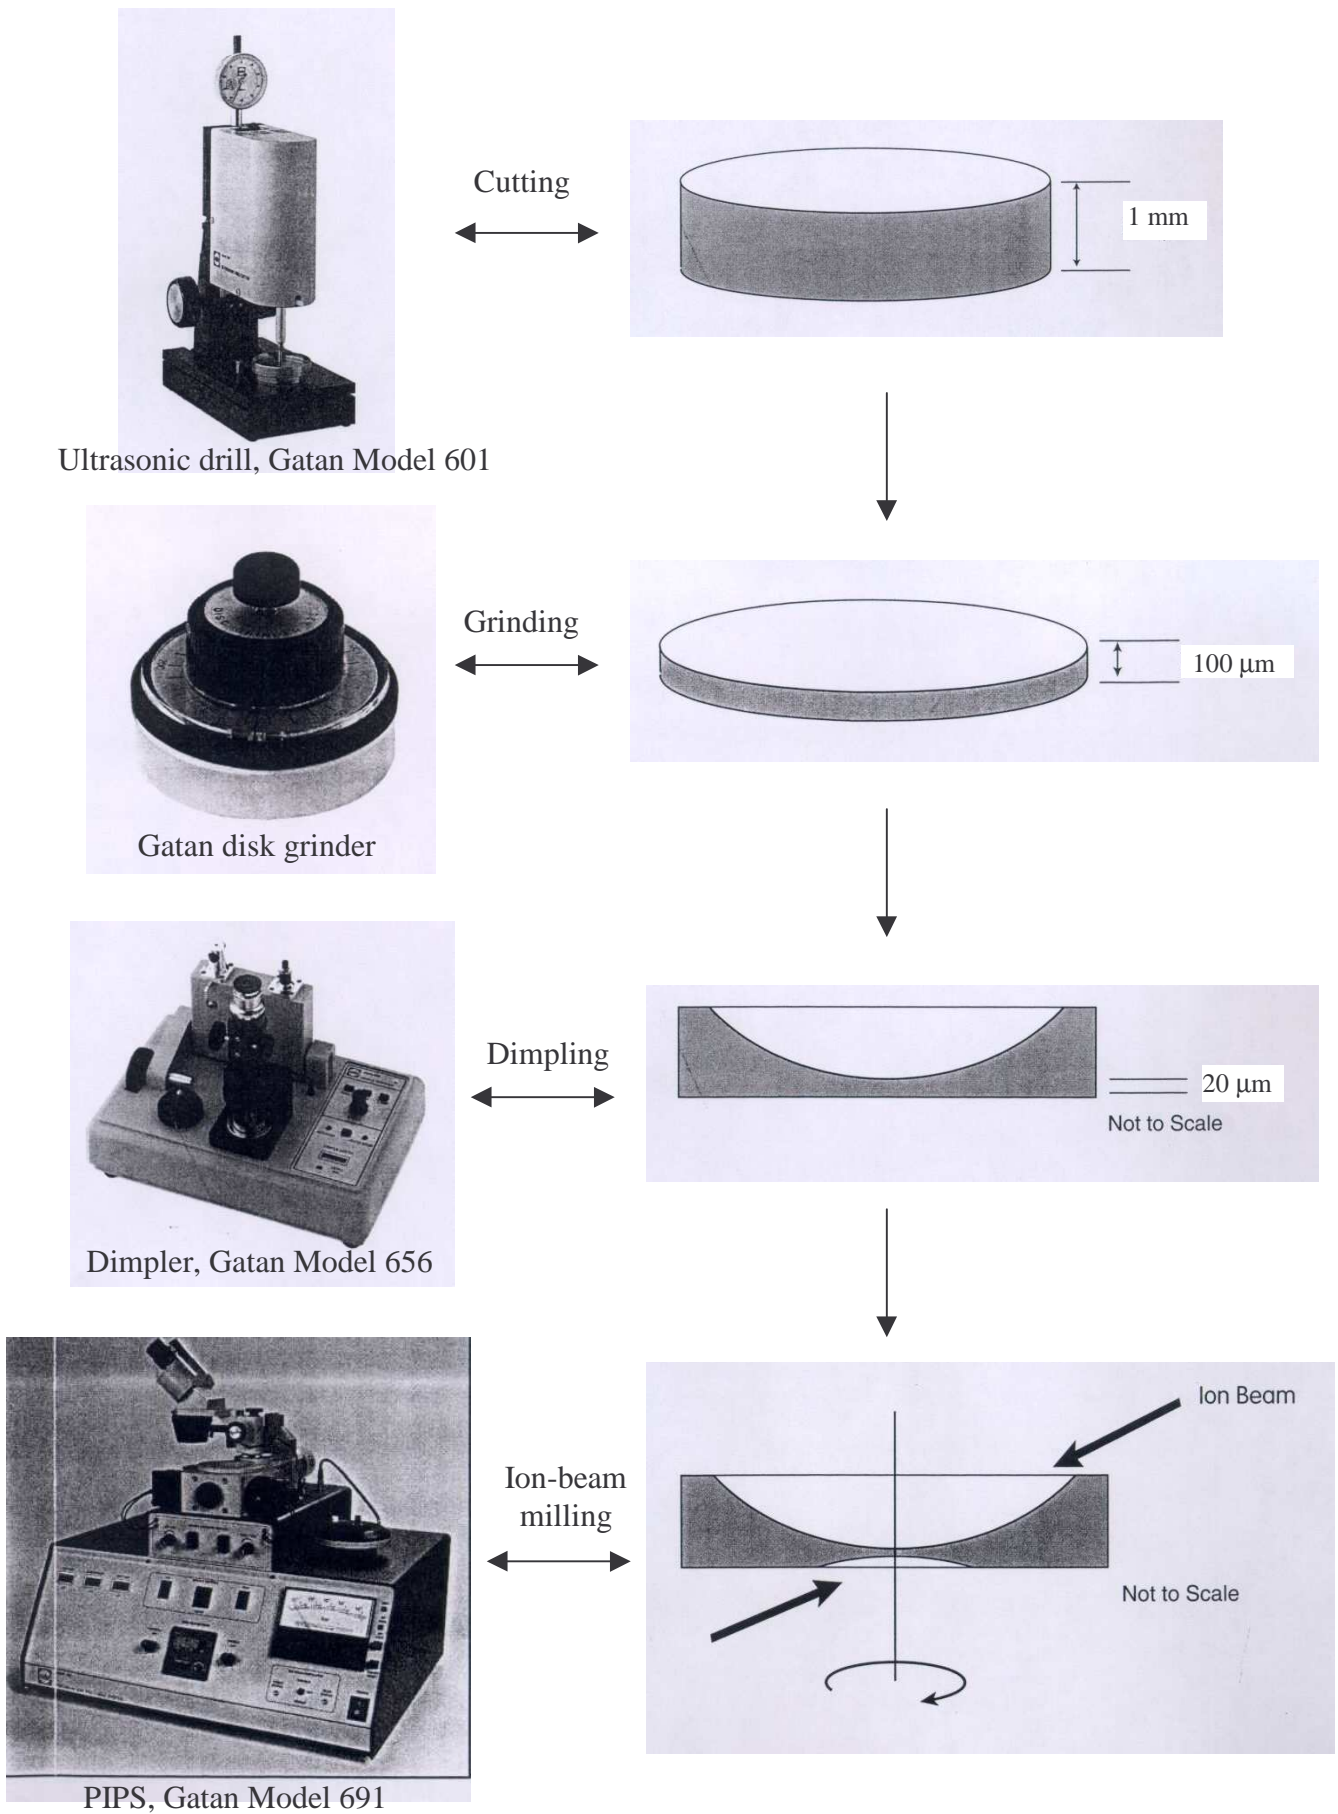 Cutting
1 mm
Ultrasonic drill, Gatan Model 601
Grinding
100 μm
Gatan disk grinder
Dimpling
20 μm
Not to Scale
Dimpler, Gatan Model 656
Ion Beam
Ion-beam
milling
Not to Scale
PIPS, Gatan Model 691